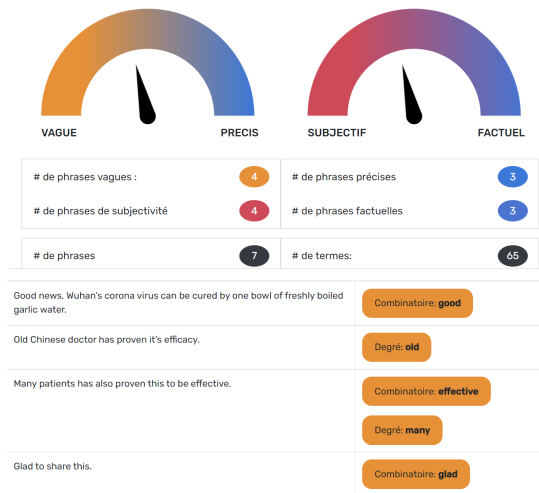 VAGUE PRECIS SUBJECTIF FACTUEL
# de phrases vagues : 4 # de phrases précises 3
# de phrases de subjectivité 4 # de phrases factuelles 3
# de phrases 7 # de termes: 65
Good news, Wuhan's corona virus can be cured by one bowl of freshly boiled
garlic water.
Combinatoire: good
Old Chinese doctor has proven it's efficacy.
Degré: old
Many patients has also proven this to be effective.
Combinatoire: effective
Degré: many
Glad to share this.
Combinatoire: glad